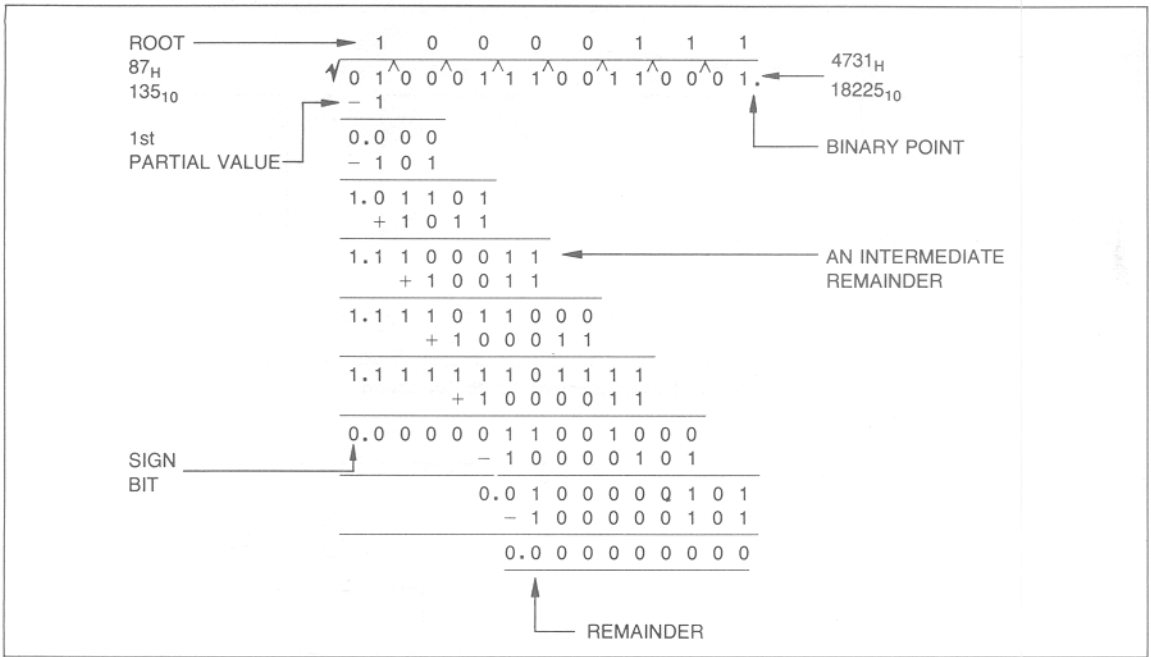 ROOT
1 0 0 0 0 1 1 1
87H
13510
√ 0 1^0 0^0 1^1 1^0 0^1 1^0 0^0 1.
4731H
1822510
− 1
1st
PARTIAL VALUE
0.0 0 0
BINARY POINT
− 1 0 1
1.0 1 1 0 1
+ 1 0 1 1
1.1 1 0 0 0 1 1
AN INTERMEDIATE
REMAINDER
+ 1 0 0 1 1
1.1 1 1 0 1 1 0 0 0
+ 1 0 0 0 1 1
1.1 1 1 1 1 1 0 1 1 1 1
+ 1 0 0 0 0 1 1
0.0 0 0 0 0 1 1 0 0 1 0 0 0
SIGN
BIT
− 1 0 0 0 0 1 0 1
0.0 1 0 0 0 0 0 1 0 1
− 1 0 0 0 0 0 1 0 1
0.0 0 0 0 0 0 0 0 0
REMAINDER